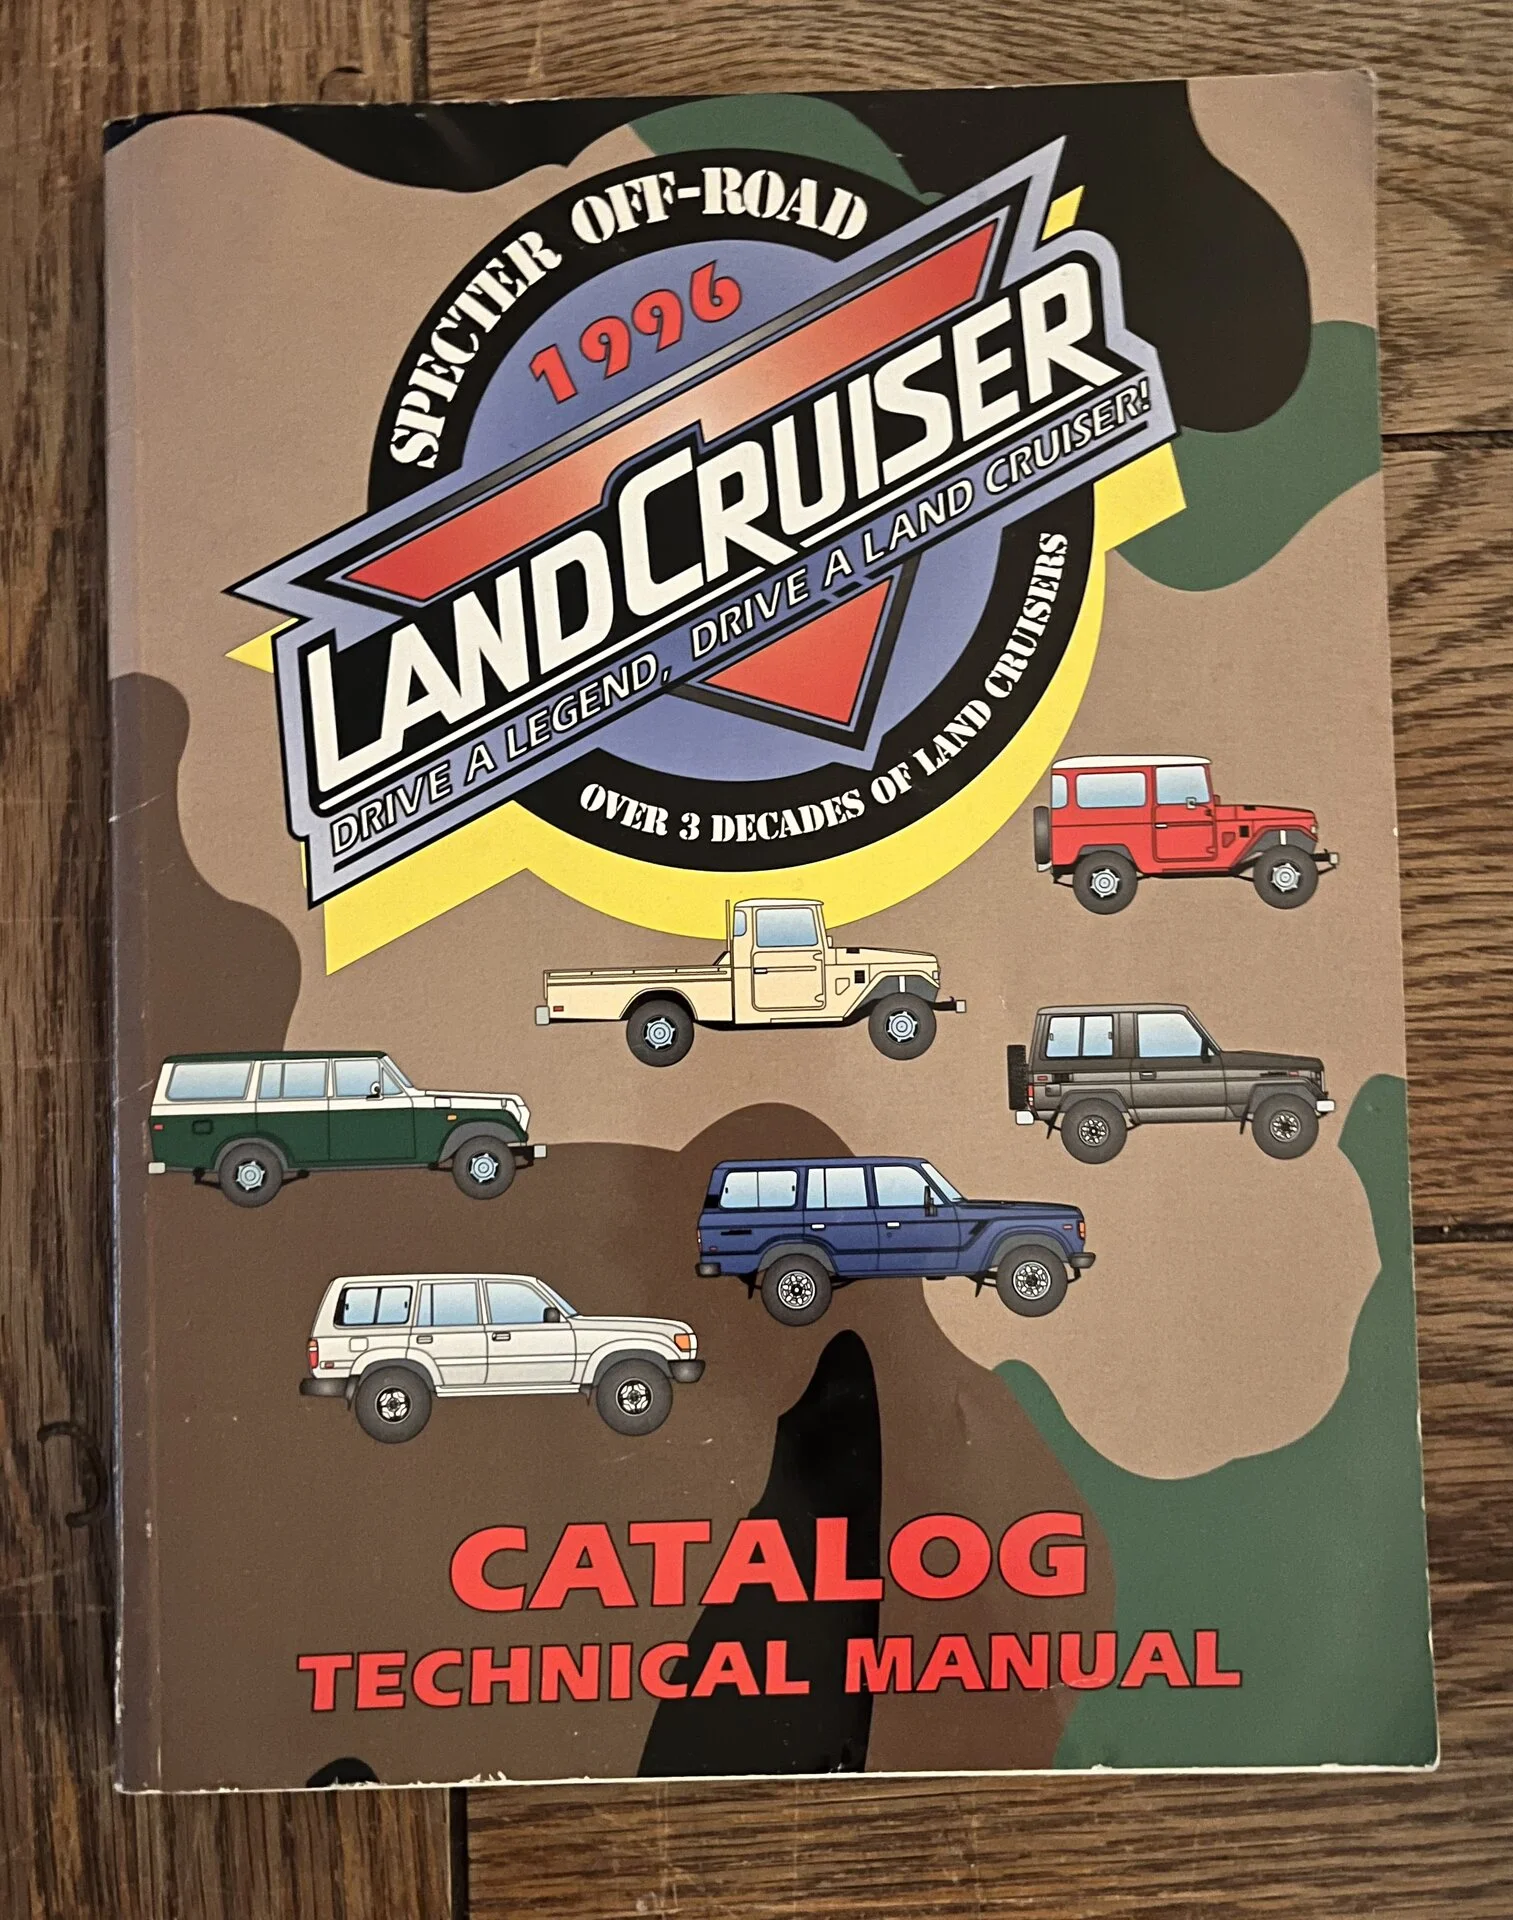 SPECTER OFF-ROAD
1996
LANDCRUISER
DRIVE A LEGEND, DRIVE A LAND CRUISER!
OVER 3 DECADES OF LAND CRUISERS
CATALOG
TECHNICAL MANUAL